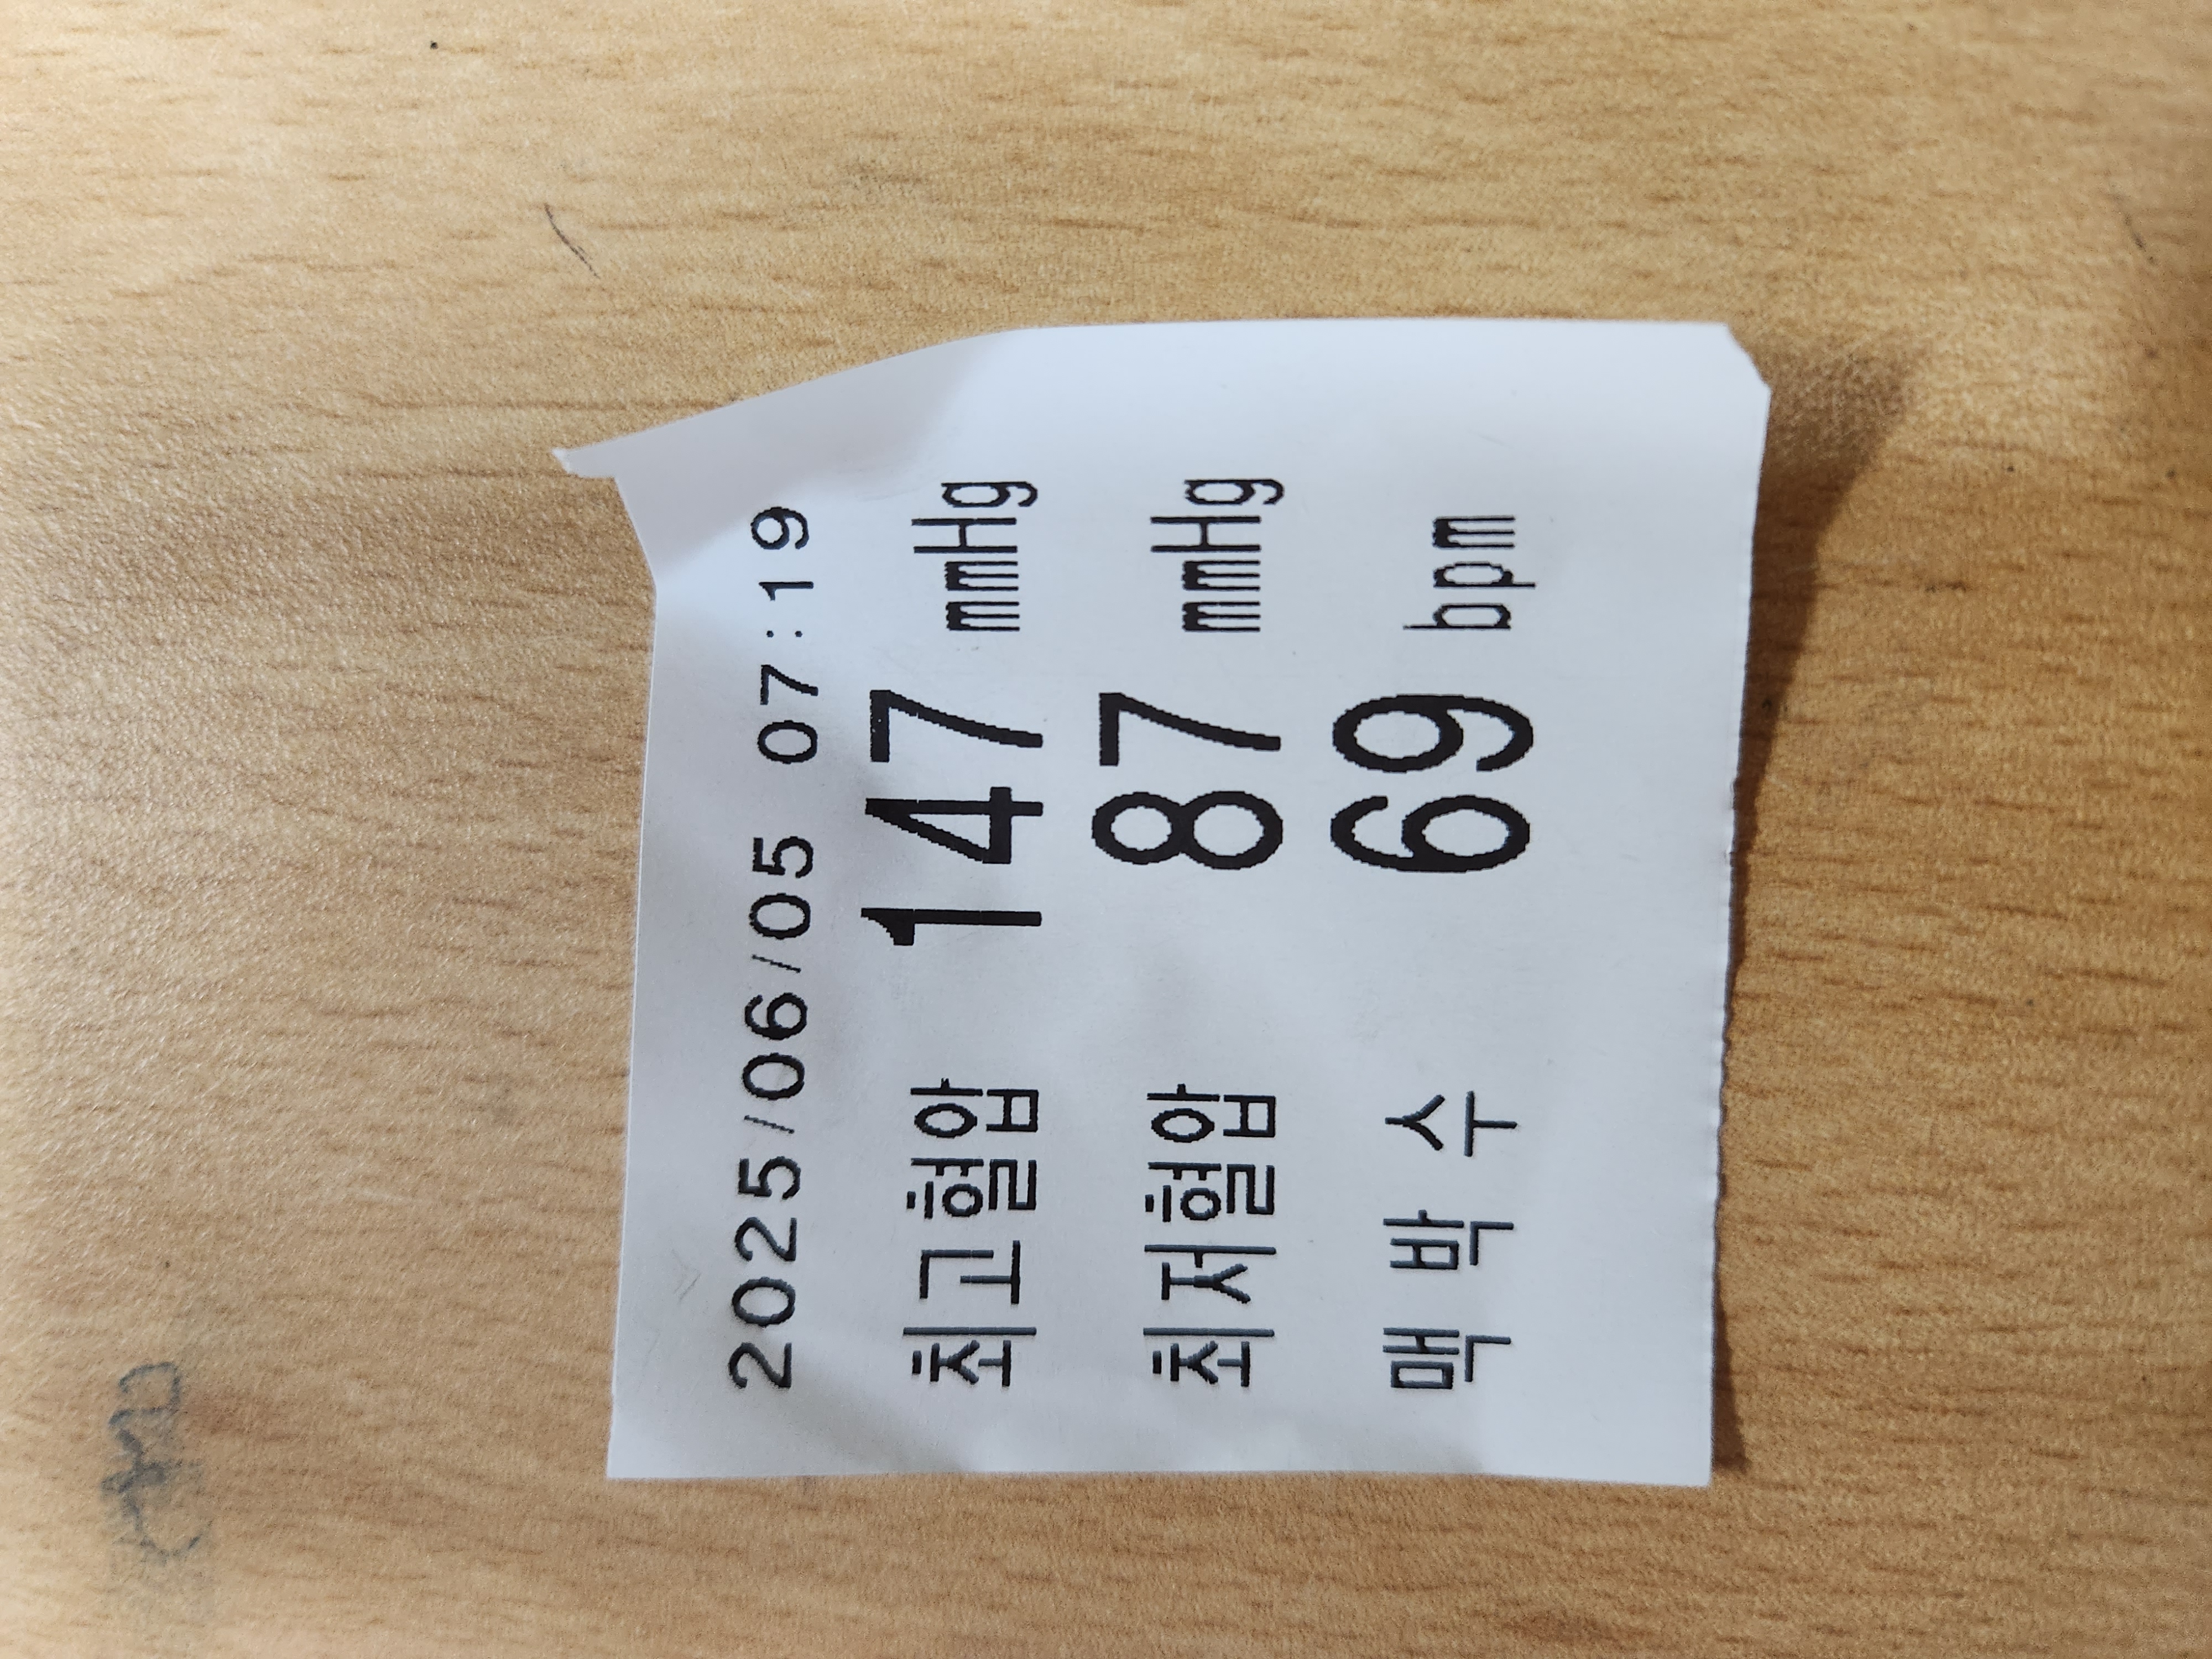 2025/06/05 07:19
최고혈압 147 mmHg
최저혈압 87 mmHg
맥 박 수 69 bpm